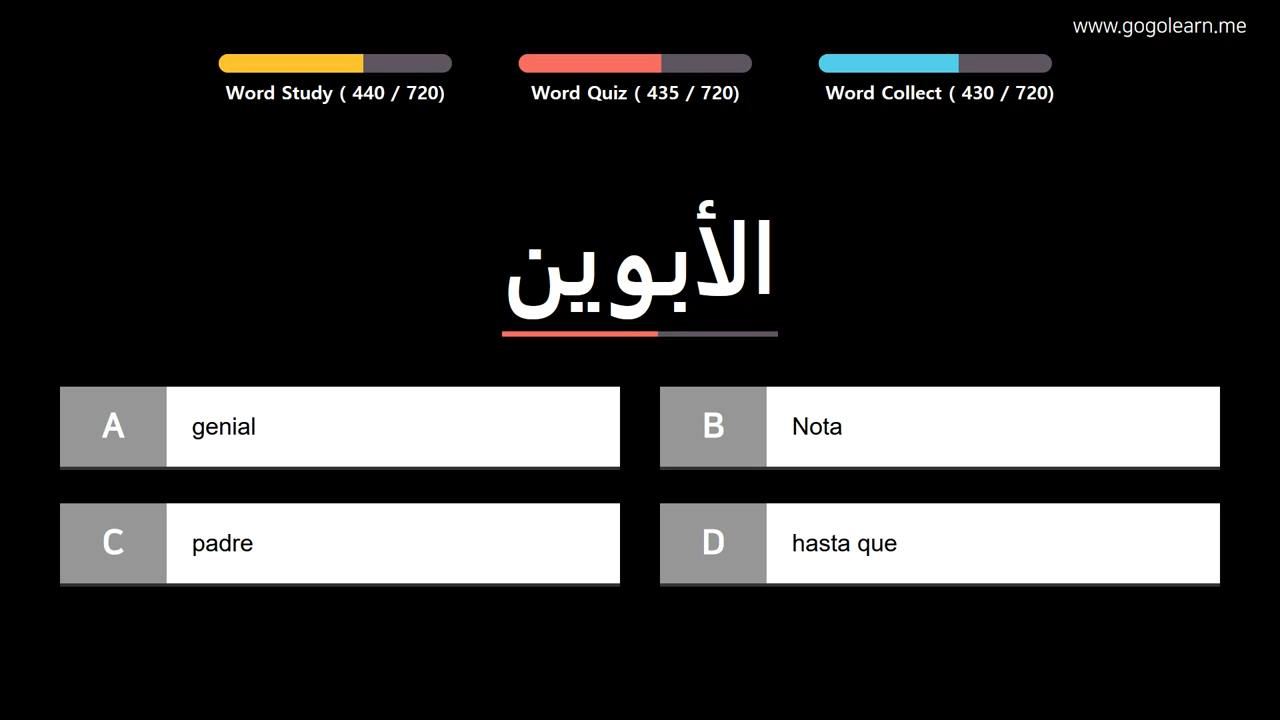 www.gogolearn.me
Word Study ( 440 / 720)
Word Quiz ( 435 / 720)
Word Collect ( 430 / 720)
الأبوين
A genial
B Nota
C padre
D hasta que